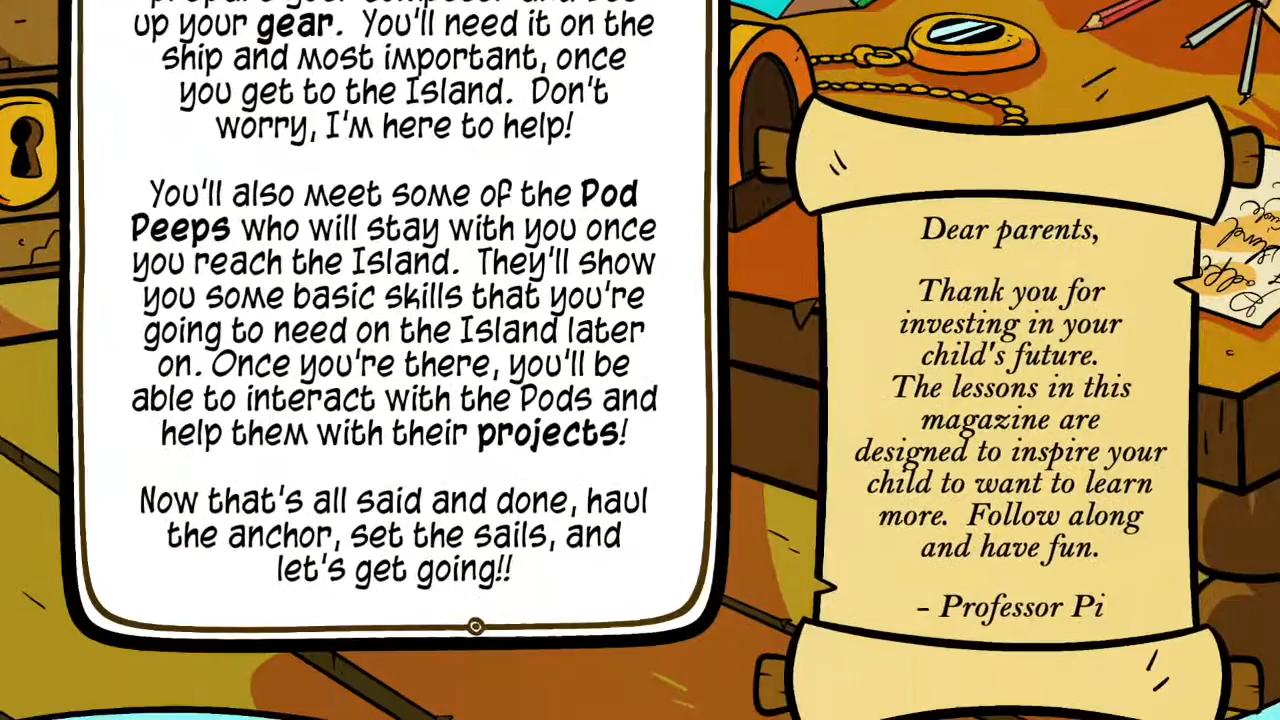 up your gear. You'll need it on the
ship and most important, once
you get to the Island. Don't
worry, I'm here to help!
You'll also meet some of the Pod
Peeps who will stay with you once
you reach the Island. They'll show
you some basic skills that you're
going to need on the Island later
on. Once you're there, you'll be
able to interact with the Pods and
help them with their projects!
Now that's all said and done, haul
the anchor, set the sails, and
let's get going!!
Dear parents,
Thank you for
investing in your
child's future.
The lessons in this
magazine are
designed to inspire your
child to want to learn
more. Follow along
and have fun.
- Professor Pi